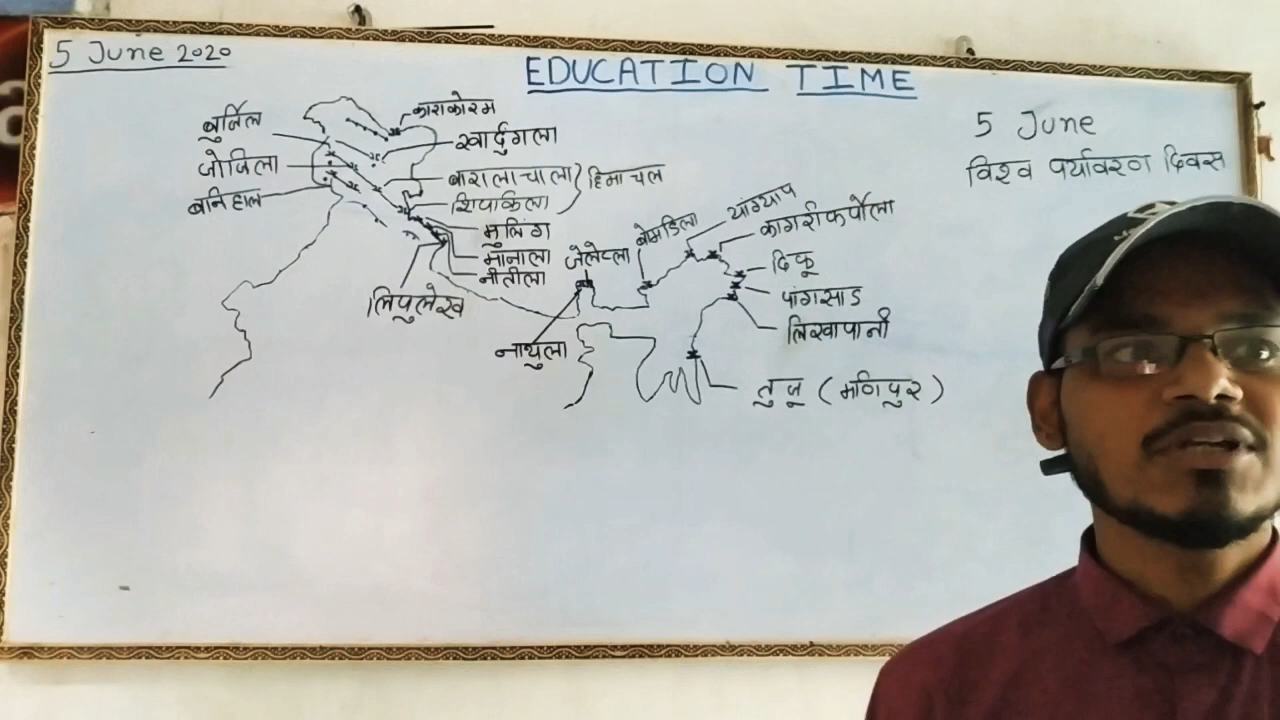 5 June 2020
EDUCATION TIME
5 June
विश्व पर्यावरण दिवस
काराकोरम
बुर्जिल
खार्दुगला
जोजिला
बारालाचाला
हिमाचल
शिपकिला
बनिहाल
मुलिंग
मानाला
नीतीला
लिपुलेख
जेलेप्ला
नाथुला
बोमडिला
यांग्याप
कागरीकर्पोला
दिफू
पांगसाड
लिखापानी
तुजू (मणिपुर)